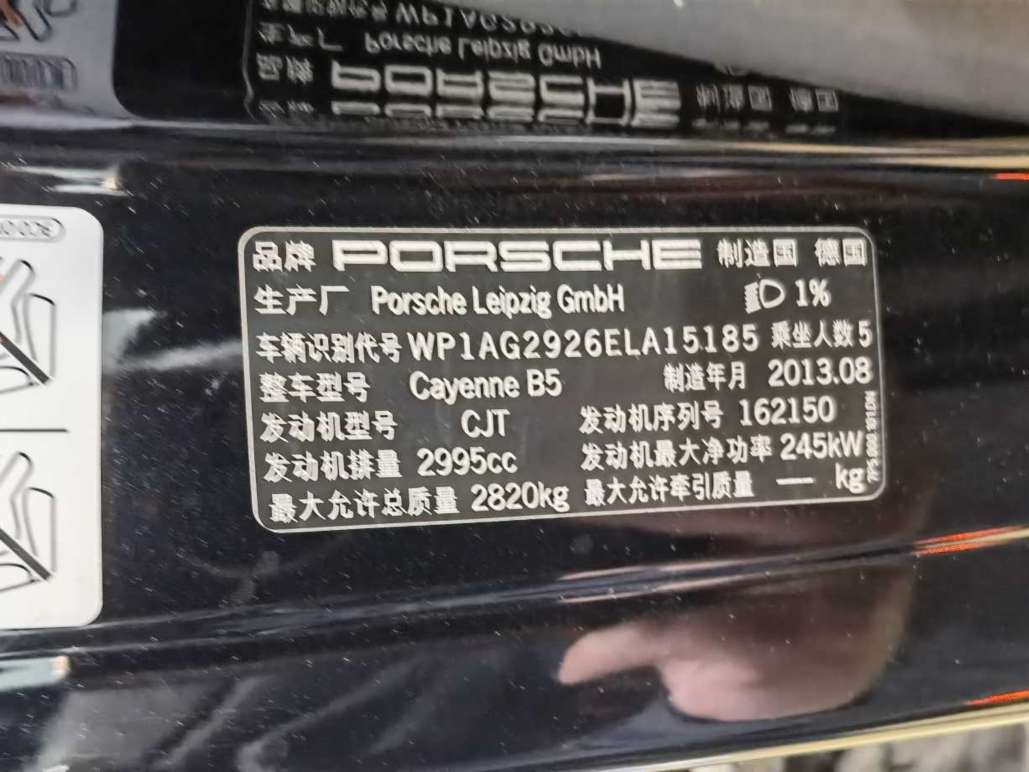 品牌 PORSCHE 制造国 德国
生产厂 Porsche Leipzig GmbH 1%
车辆识别代号 WP1AG2926ELA15185 乘坐人数 5
整车型号 Cayenne B5 制造年月 2013.08
发动机型号 CJT 发动机序列号 162150
发动机排量 2995cc 发动机最大净功率 245kW
最大允许总质量 2820kg 最大允许牵引质量 — kg